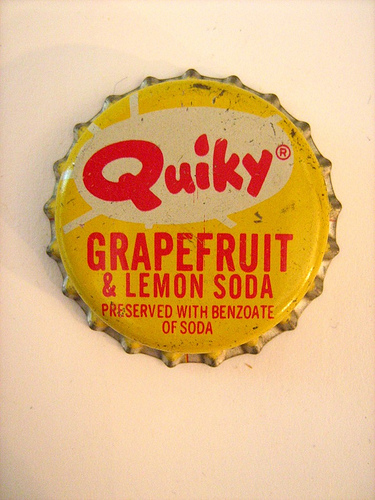 Quiky®
GRAPEFRUIT
& LEMON SODA
PRESERVED WITH BENZOATE
OF SODA